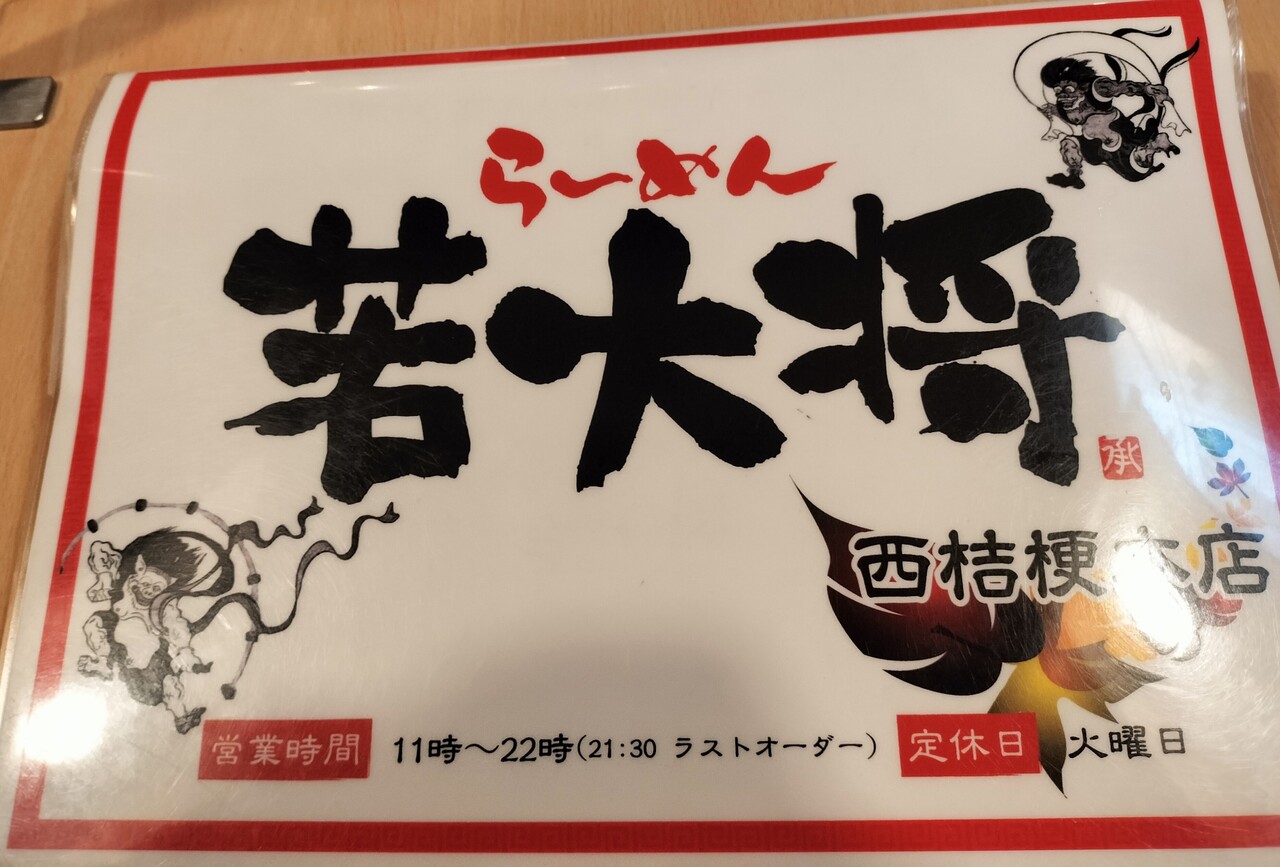 らーめん
若大将
承
西桔梗本店
営業時間 11時～22時(21:30 ラストオーダー) 定休日 火曜日